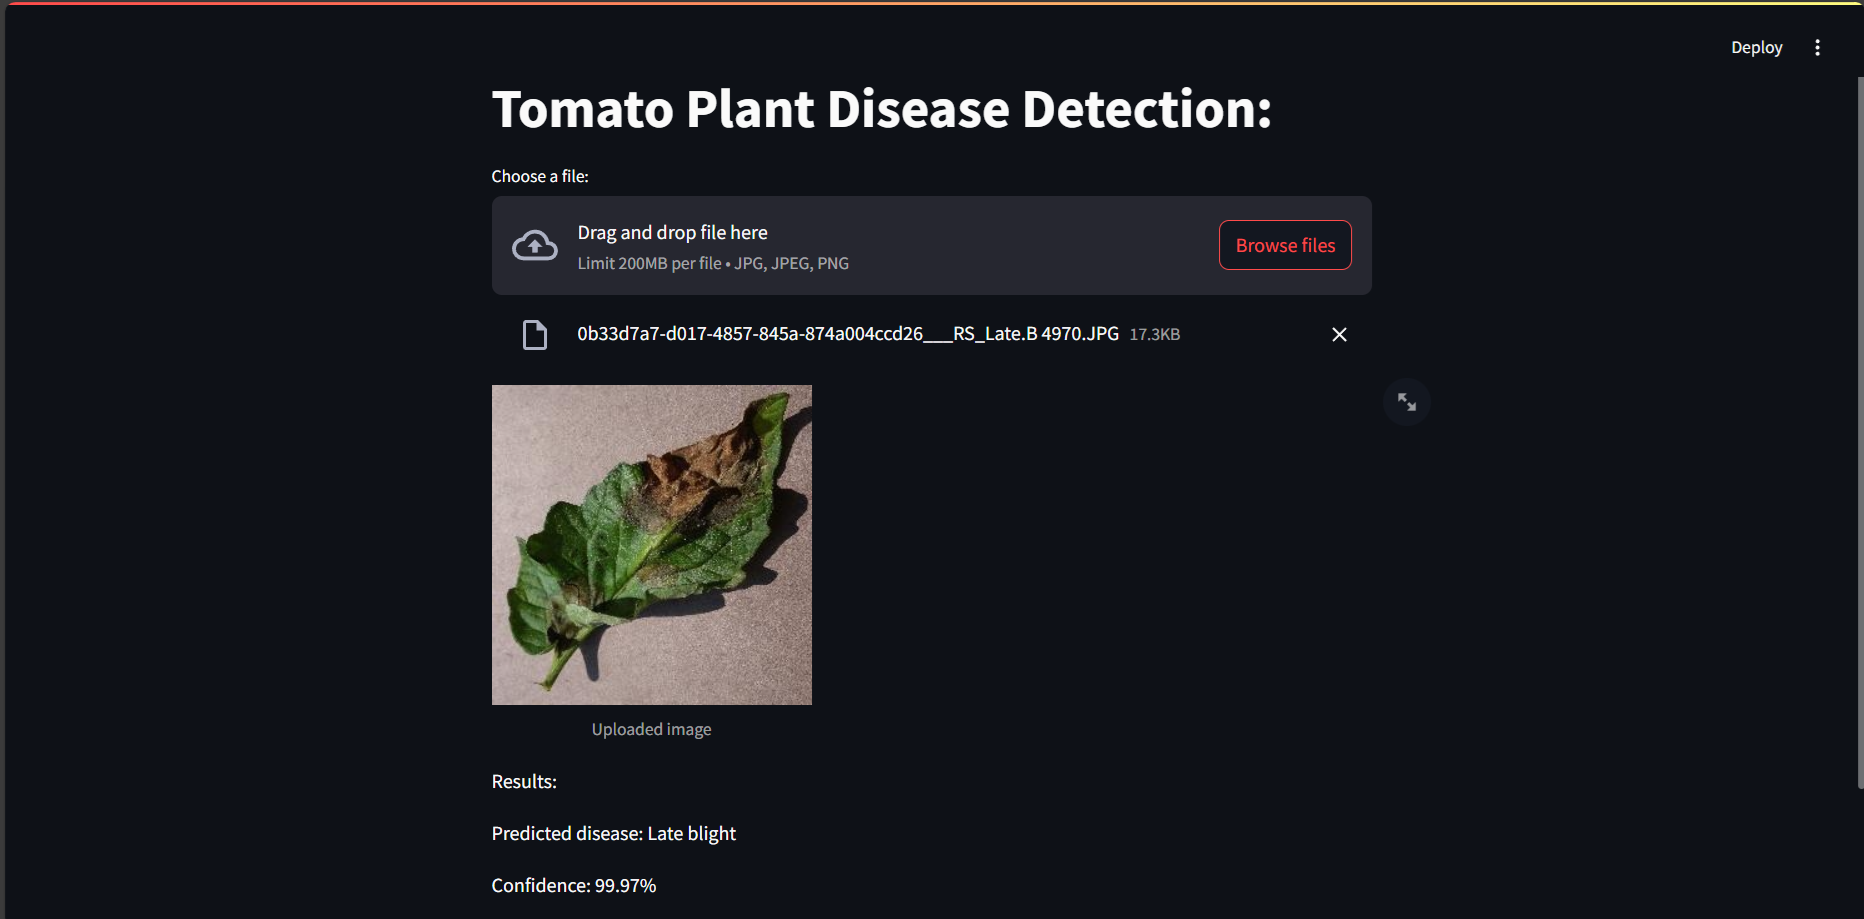 Deploy
Tomato Plant Disease Detection:
Choose a file:
Drag and drop file here
Limit 200MB per file • JPG, JPEG, PNG
Browse files
0b33d7a7-d017-4857-845a-874a004ccd26___RS_Late.B 4970.JPG 17.3KB
Uploaded image
Results:
Predicted disease: Late blight
Confidence: 99.97%